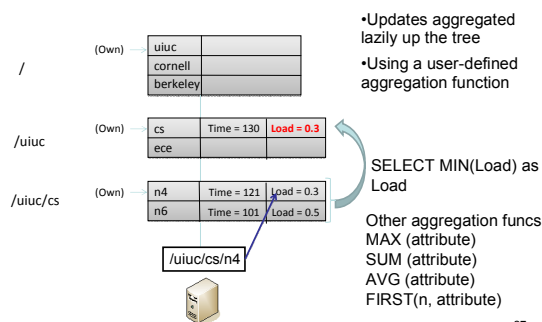 •Updates aggregated
lazily up the tree
•Using a user-defined
aggregation function
/
(Own)
uiuc
cornell
berkeley
/uiuc
(Own)
cs Time = 130 Load = 0.3
ece
/uiuc/cs
(Own)
n4 Time = 121 Load = 0.3
n6 Time = 101 Load = 0.5
/uiuc/cs/n4
SELECT MIN(Load) as
Load
Other aggregation funcs
MAX (attribute)
SUM (attribute)
AVG (attribute)
FIRST(n, attribute)